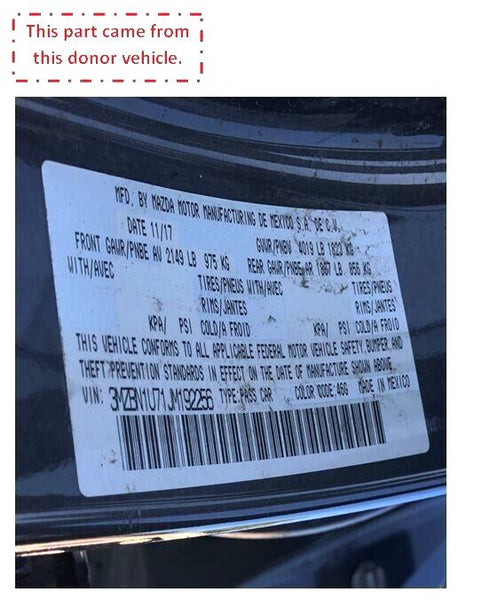 This part came from
this donor vehicle.
MFD. BY MAZDA MOTOR MANUFACTURING DE MEXICO S.A. DE C.V.
DATE 11/17 GVWR/PNBV 4019 LB 1823 KG
FRONT GAWR/PNBE AV 2149 LB 975 KG REAR GAWR/PNBE AR 1887 LB 856 KG
WITH/AVEC TIRES/PNEUS WITH/AVEC TIRES/PNEUS
RIMS/JANTES RIMS/JANTES
KPA/ PSI COLD/A FROID KPA/ PSI COLD/A FROID
THIS VEHICLE CONFORMS TO ALL APPLICABLE FEDERAL MOTOR VEHICLE SAFETY, BUMPER, AND
THEFT PREVENTION STANDARDS IN EFFECT ON THE DATE OF MANUFACTURE SHOWN ABOVE.
VIN: 3MZBN1U71JM192256 TYPE:PASS CAR COLOR CODE:46G MADE IN MEXICO